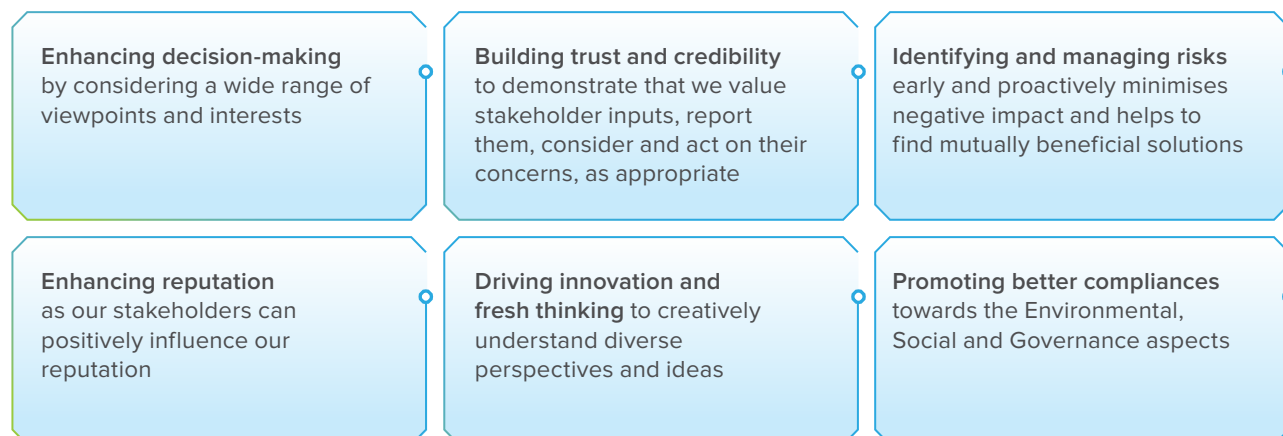 Enhancing decision-making
by considering a wide range of
viewpoints and interests
Building trust and credibility
to demonstrate that we value
stakeholder inputs, report
them, consider and act on their
concerns, as appropriate
Identifying and managing risks
early and proactively minimises
negative impact and helps to
find mutually beneficial solutions
Enhancing reputation
as our stakeholders can
positively influence our
reputation
Driving innovation and
fresh thinking to creatively
understand diverse
perspectives and ideas
Promoting better compliances
towards the Environmental,
Social and Governance aspects